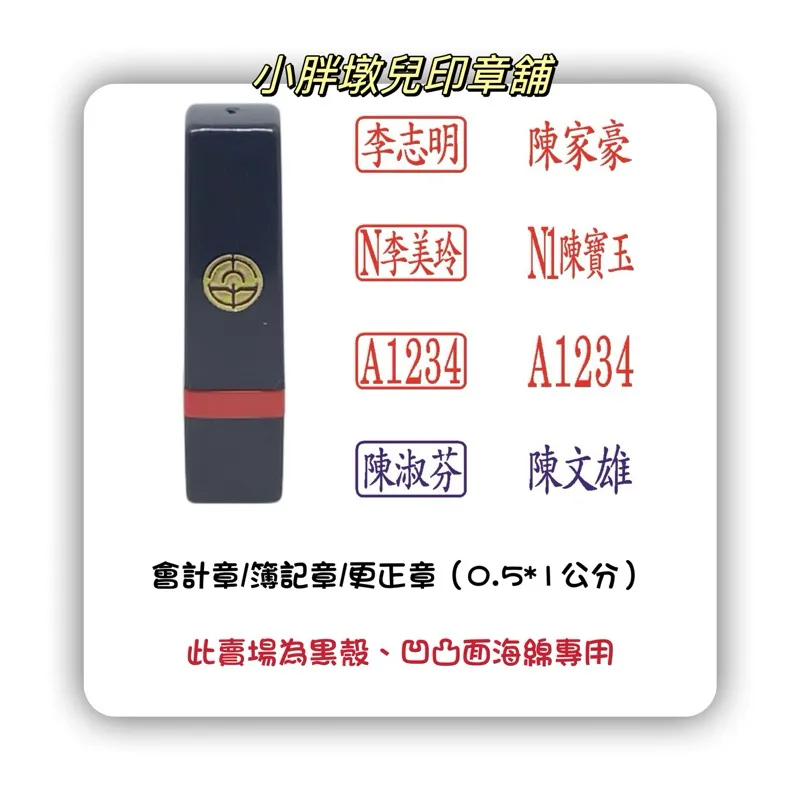 小胖墩兒印章舖
李志明 陳家豪
N李美玲 N1陳寶玉
A1234 A1234
陳淑芬 陳文雄
會計章/簿記章/更正章（0.5*1公分）
此賣場為黑殼、凹凸面海綿專用